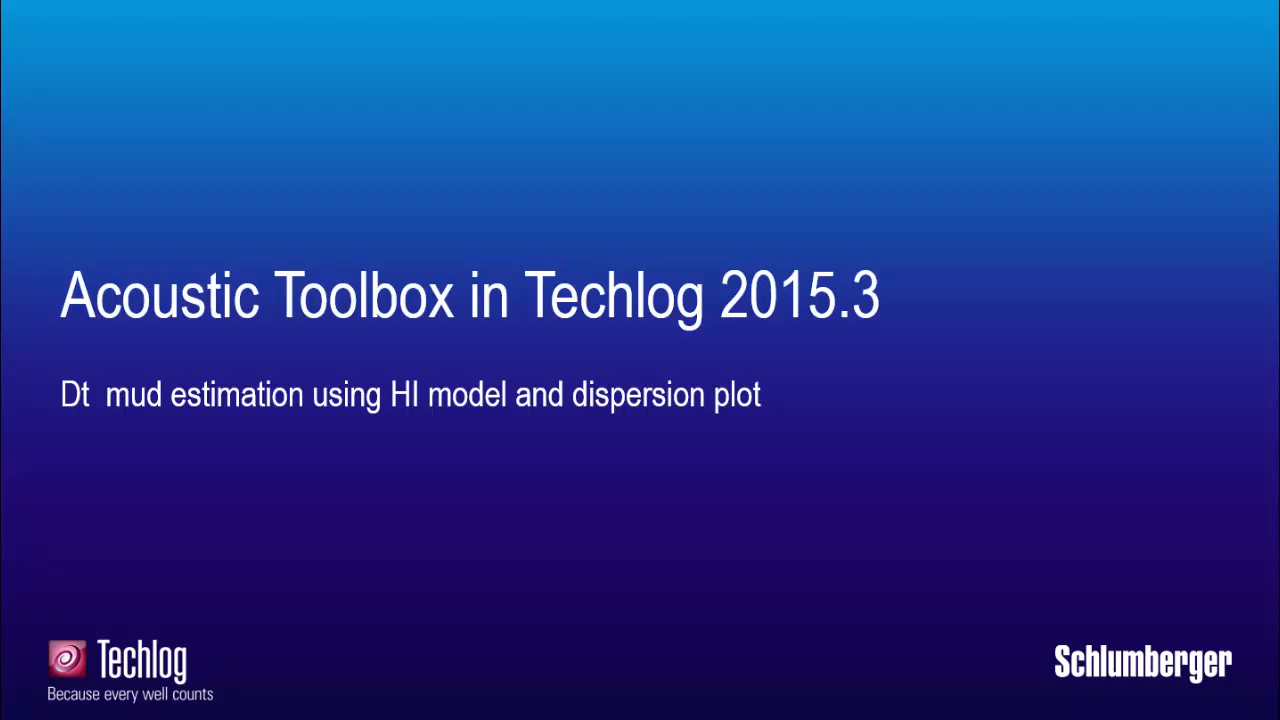 Acoustic Toolbox in Techlog 2015.3
Dt mud estimation using HI model and dispersion plot
Techlog
Because every well counts
Schlumberger